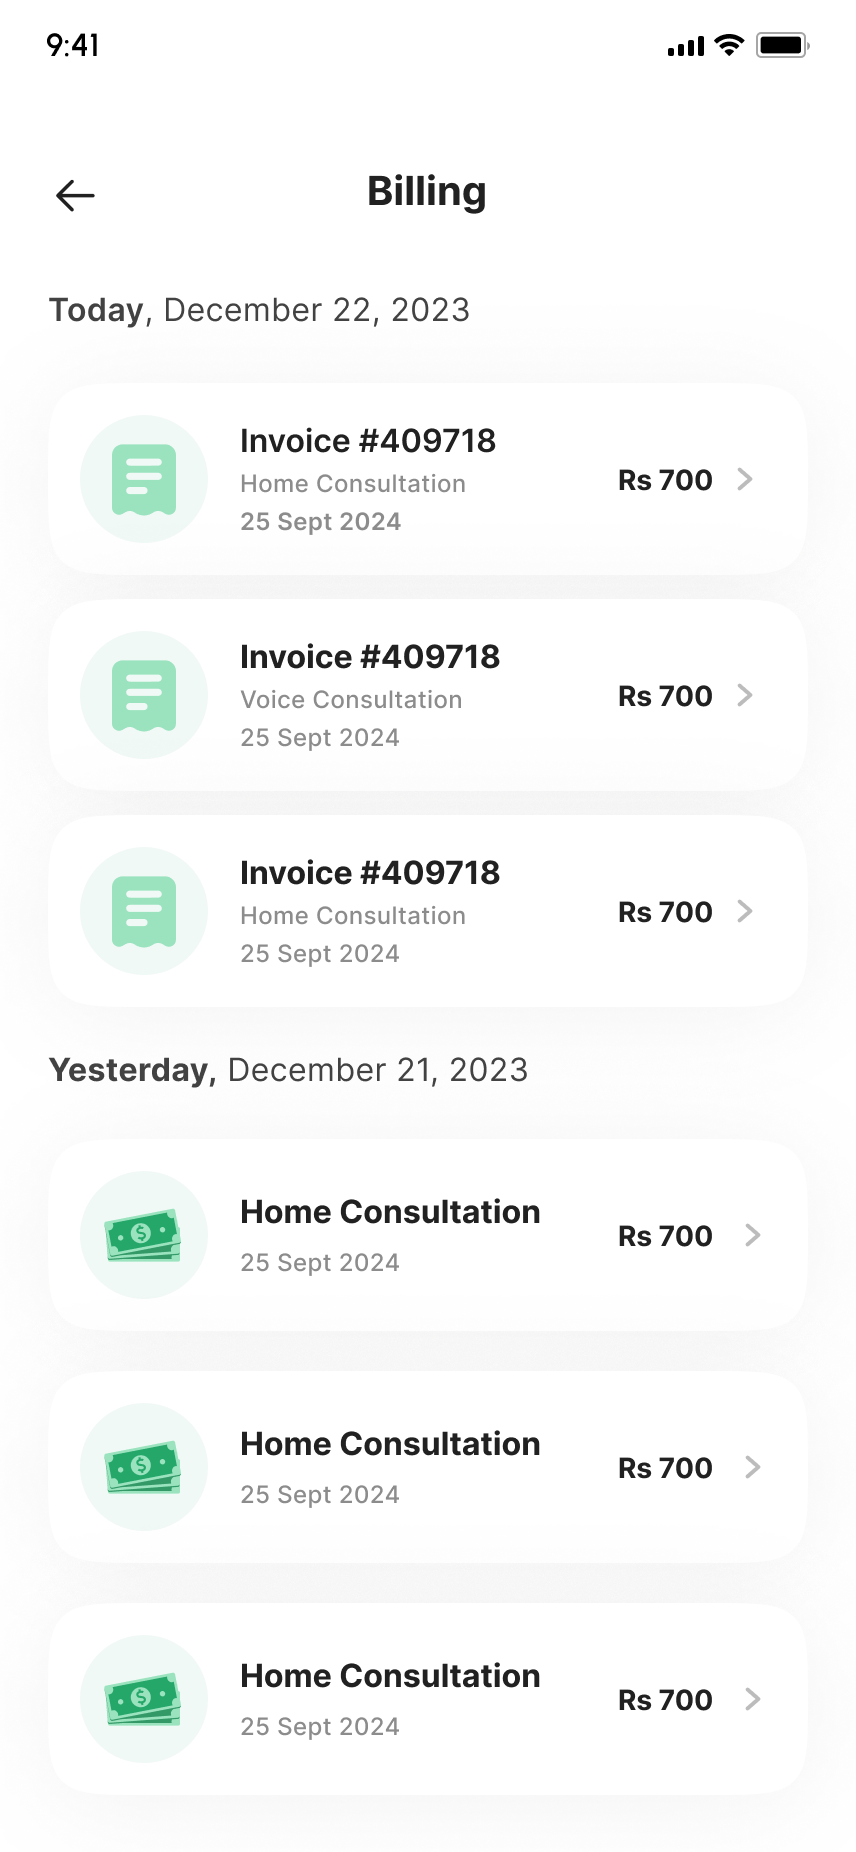 9:41
Billing
Today, December 22, 2023
Invoice #409718
Home Consultation
25 Sept 2024
Rs 700
Invoice #409718
Voice Consultation
25 Sept 2024
Rs 700
Invoice #409718
Home Consultation
25 Sept 2024
Rs 700
Yesterday, December 21, 2023
Home Consultation
25 Sept 2024
Rs 700
Home Consultation
25 Sept 2024
Rs 700
Home Consultation
25 Sept 2024
Rs 700